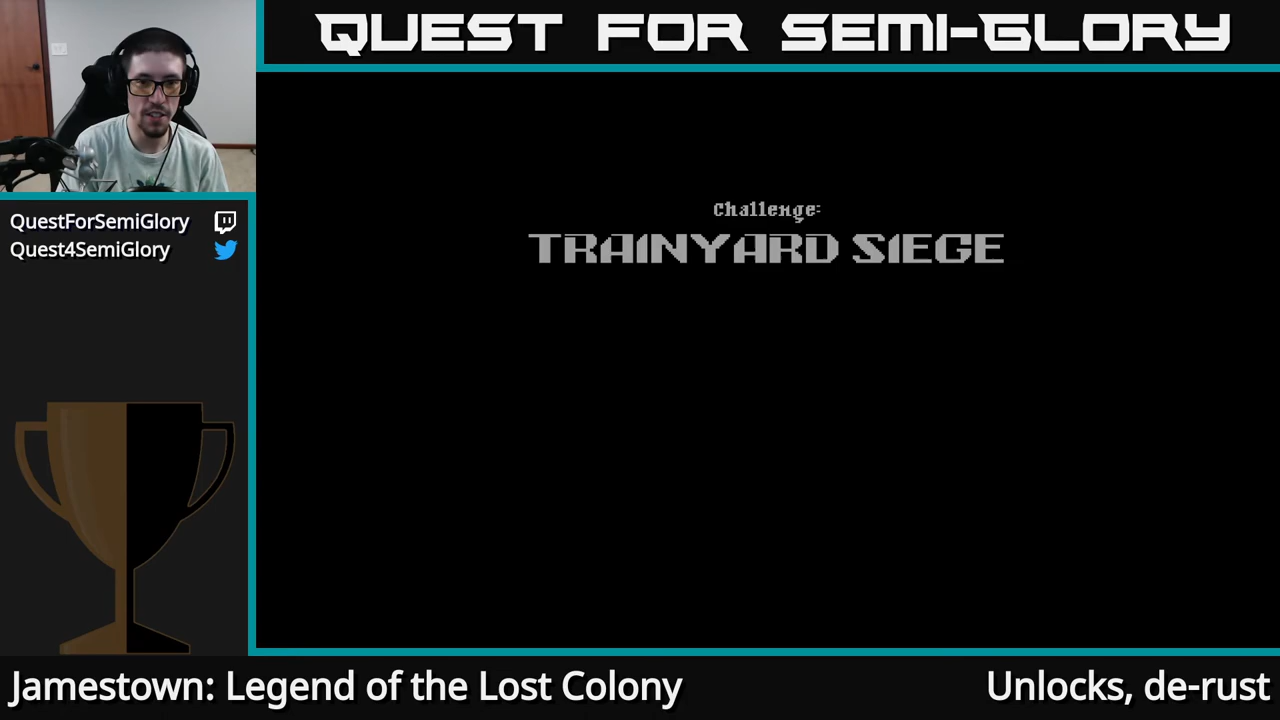 QUEST FOR SEMI-GLORY
QuestForSemiGlory
Quest4SemiGlory
Challenge:
TRAINYARD SIEGE
Jamestown: Legend of the Lost Colony
Unlocks, de-rust